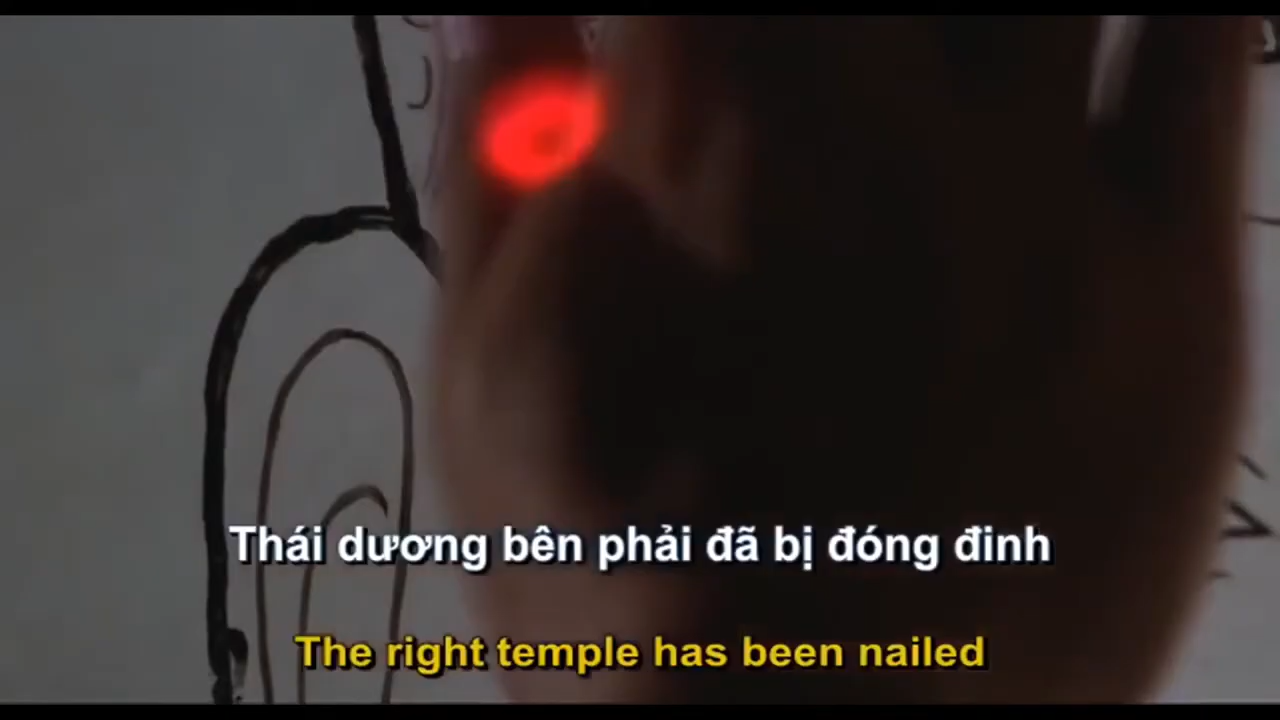 Thái dương bên phải đã bị đóng đinh
The right temple has been nailed